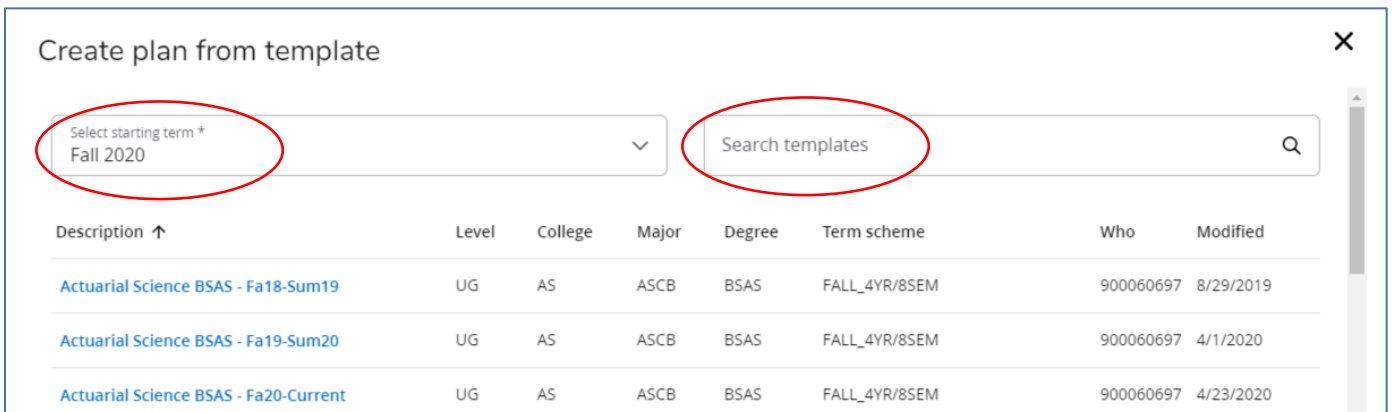 Create plan from template
Select starting term *
Fall 2020
Search templates
Description Level College Major Degree Term scheme Who Modified
Actuarial Science BSAS - Fa18-Sum19 UG AS ASCB BSAS FALL_4YR/8SEM 900060697 8/29/2019
Actuarial Science BSAS - Fa19-Sum20 UG AS ASCB BSAS FALL_4YR/8SEM 900060697 4/1/2020
Actuarial Science BSAS - Fa20-Current UG AS ASCB BSAS FALL_4YR/8SEM 900060697 4/23/2020